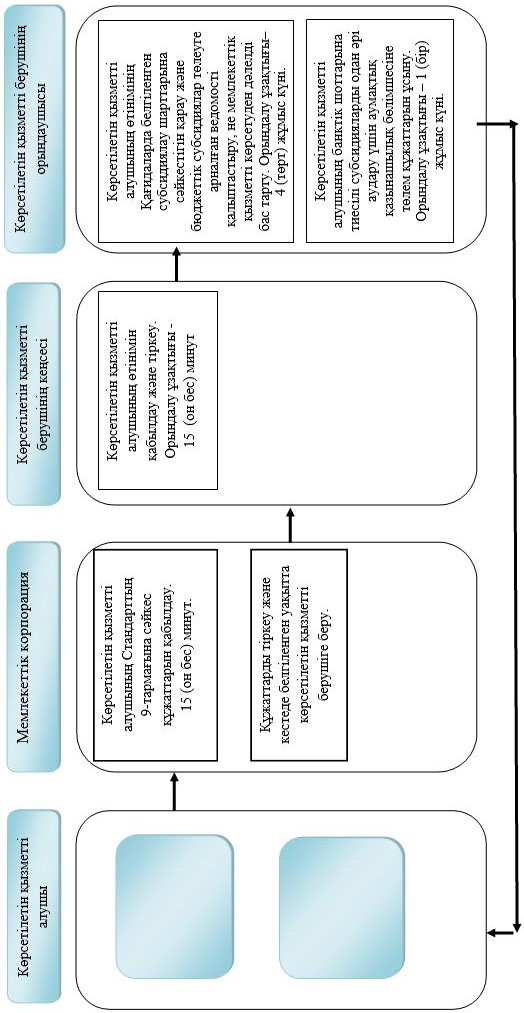 Көрсетілетін қызметті
алушы
Мемлекеттік корпорация
Көрсетілетін қызметті
берушінің кеңсесі
Көрсетілетін қызметті берушінің
орындаушысы
Көрсетілетін қызметті
алушының Стандарттың
9-тармағына сәйкес
құжаттарын қабылдау.
15 (он бес) минут.
Құжаттарды тіркеу және
кестеде белгіленген уақытта
көрсетілетін қызметті
берушіге беру.
Көрсетілетін қызметті
алушының өтінімін
қабылдау және тіркеу.
Орындалу ұзақтығы -
15 (он бес) минут
Көрсетілетін қызметті
алушының өтінімінің
Қағидаларда белгіленген
субсидиялау шарттарына
сәйкестігін қарау және
бюджеттік субсидиялар төлеуге
арналған ведомості
қалыптастыру, не мемлекеттік
қызметті көрсетуден дәлелді
бас тарту. Орындалу ұзақтығы–
4 (төрт) жұмыс күні.
Көрсетілетін қызметті
алушының банктік шоттарына
тиесілі субсидияларды одан әрі
аудару үшін аумақтық
қазынашылық бөлімшесіне
төлем құжаттарын ұсыну.
Орындалу ұзақтығы – 1 (бір)
жұмыс күні.